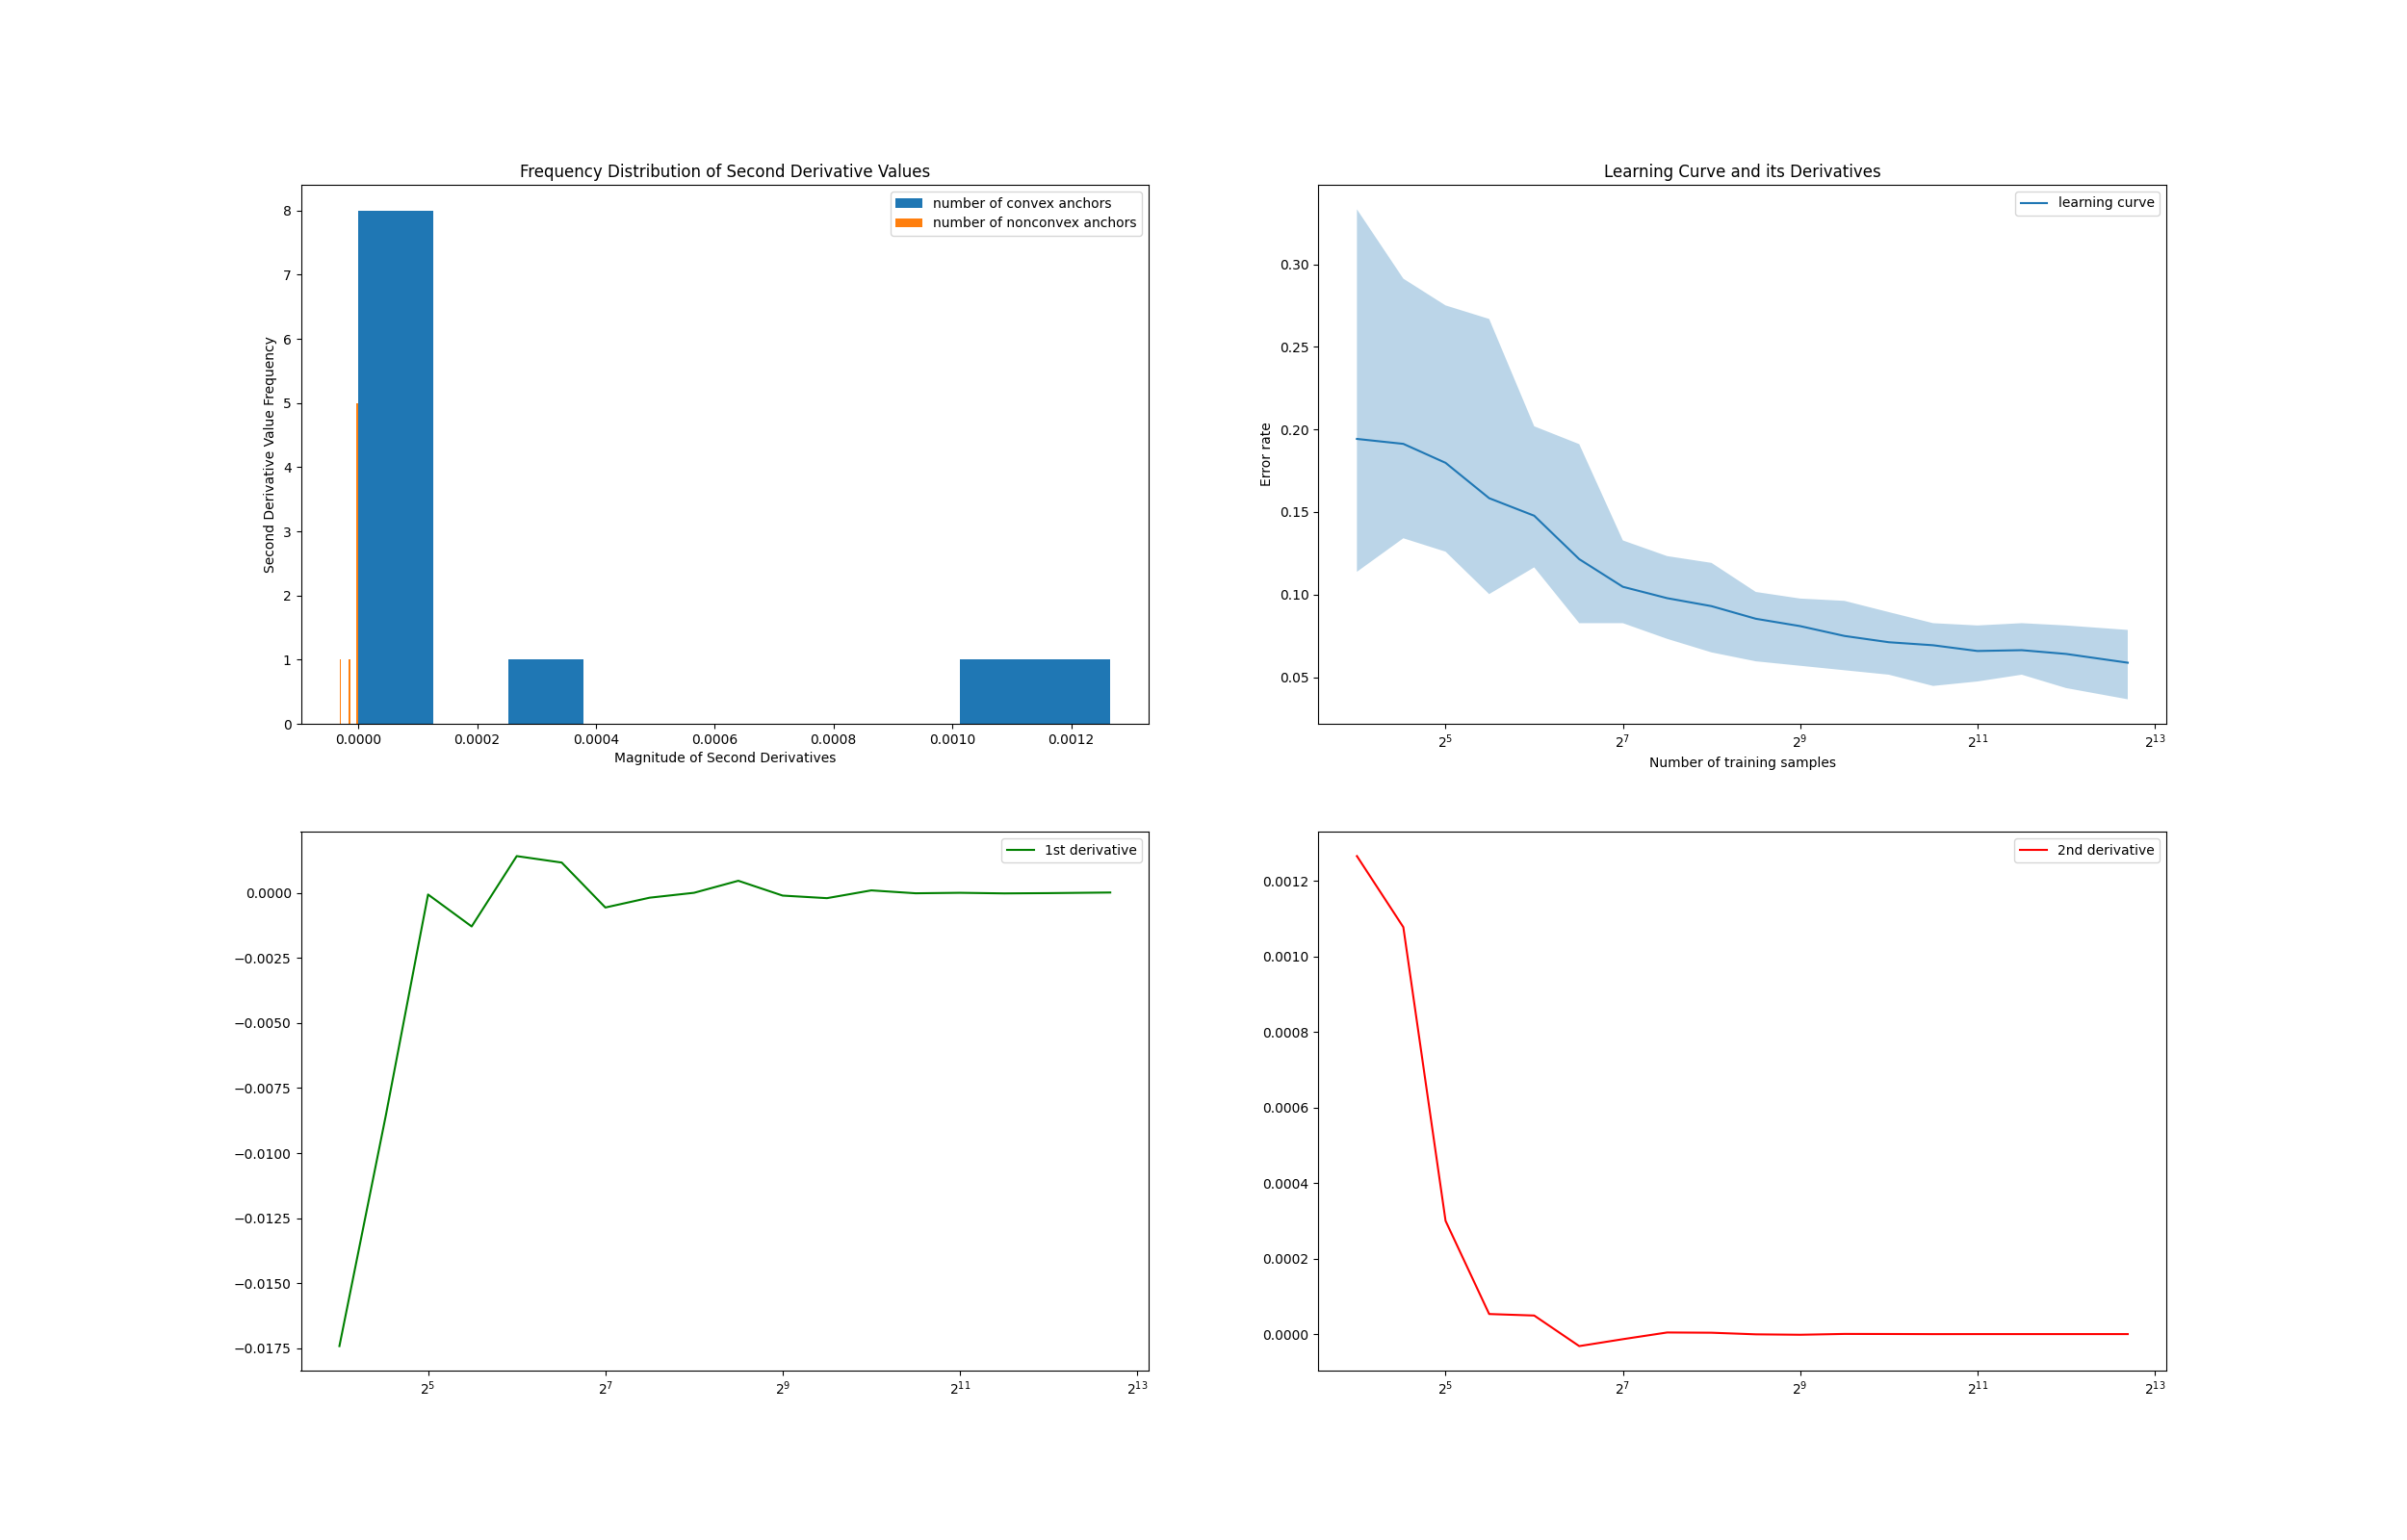 Frequency Distribution of Second Derivative Values
number of convex anchors
number of nonconvex anchors
8
7
6
5
4
3
2
1
0
Second Derivative Value Frequency
0.0000 0.0002 0.0004 0.0006 0.0008 0.0010 0.0012
Magnitude of Second Derivatives
Learning Curve and its Derivatives
learning curve
0.30
0.25
0.20
0.15
0.10
0.05
Error rate
2^5 2^7 2^9 2^11 2^13
Number of training samples
1st derivative
0.0000
−0.0025
−0.0050
−0.0075
−0.0100
−0.0125
−0.0150
−0.0175
2^5 2^7 2^9 2^11 2^13
2nd derivative
0.0012
0.0010
0.0008
0.0006
0.0004
0.0002
0.0000
2^5 2^7 2^9 2^11 2^13